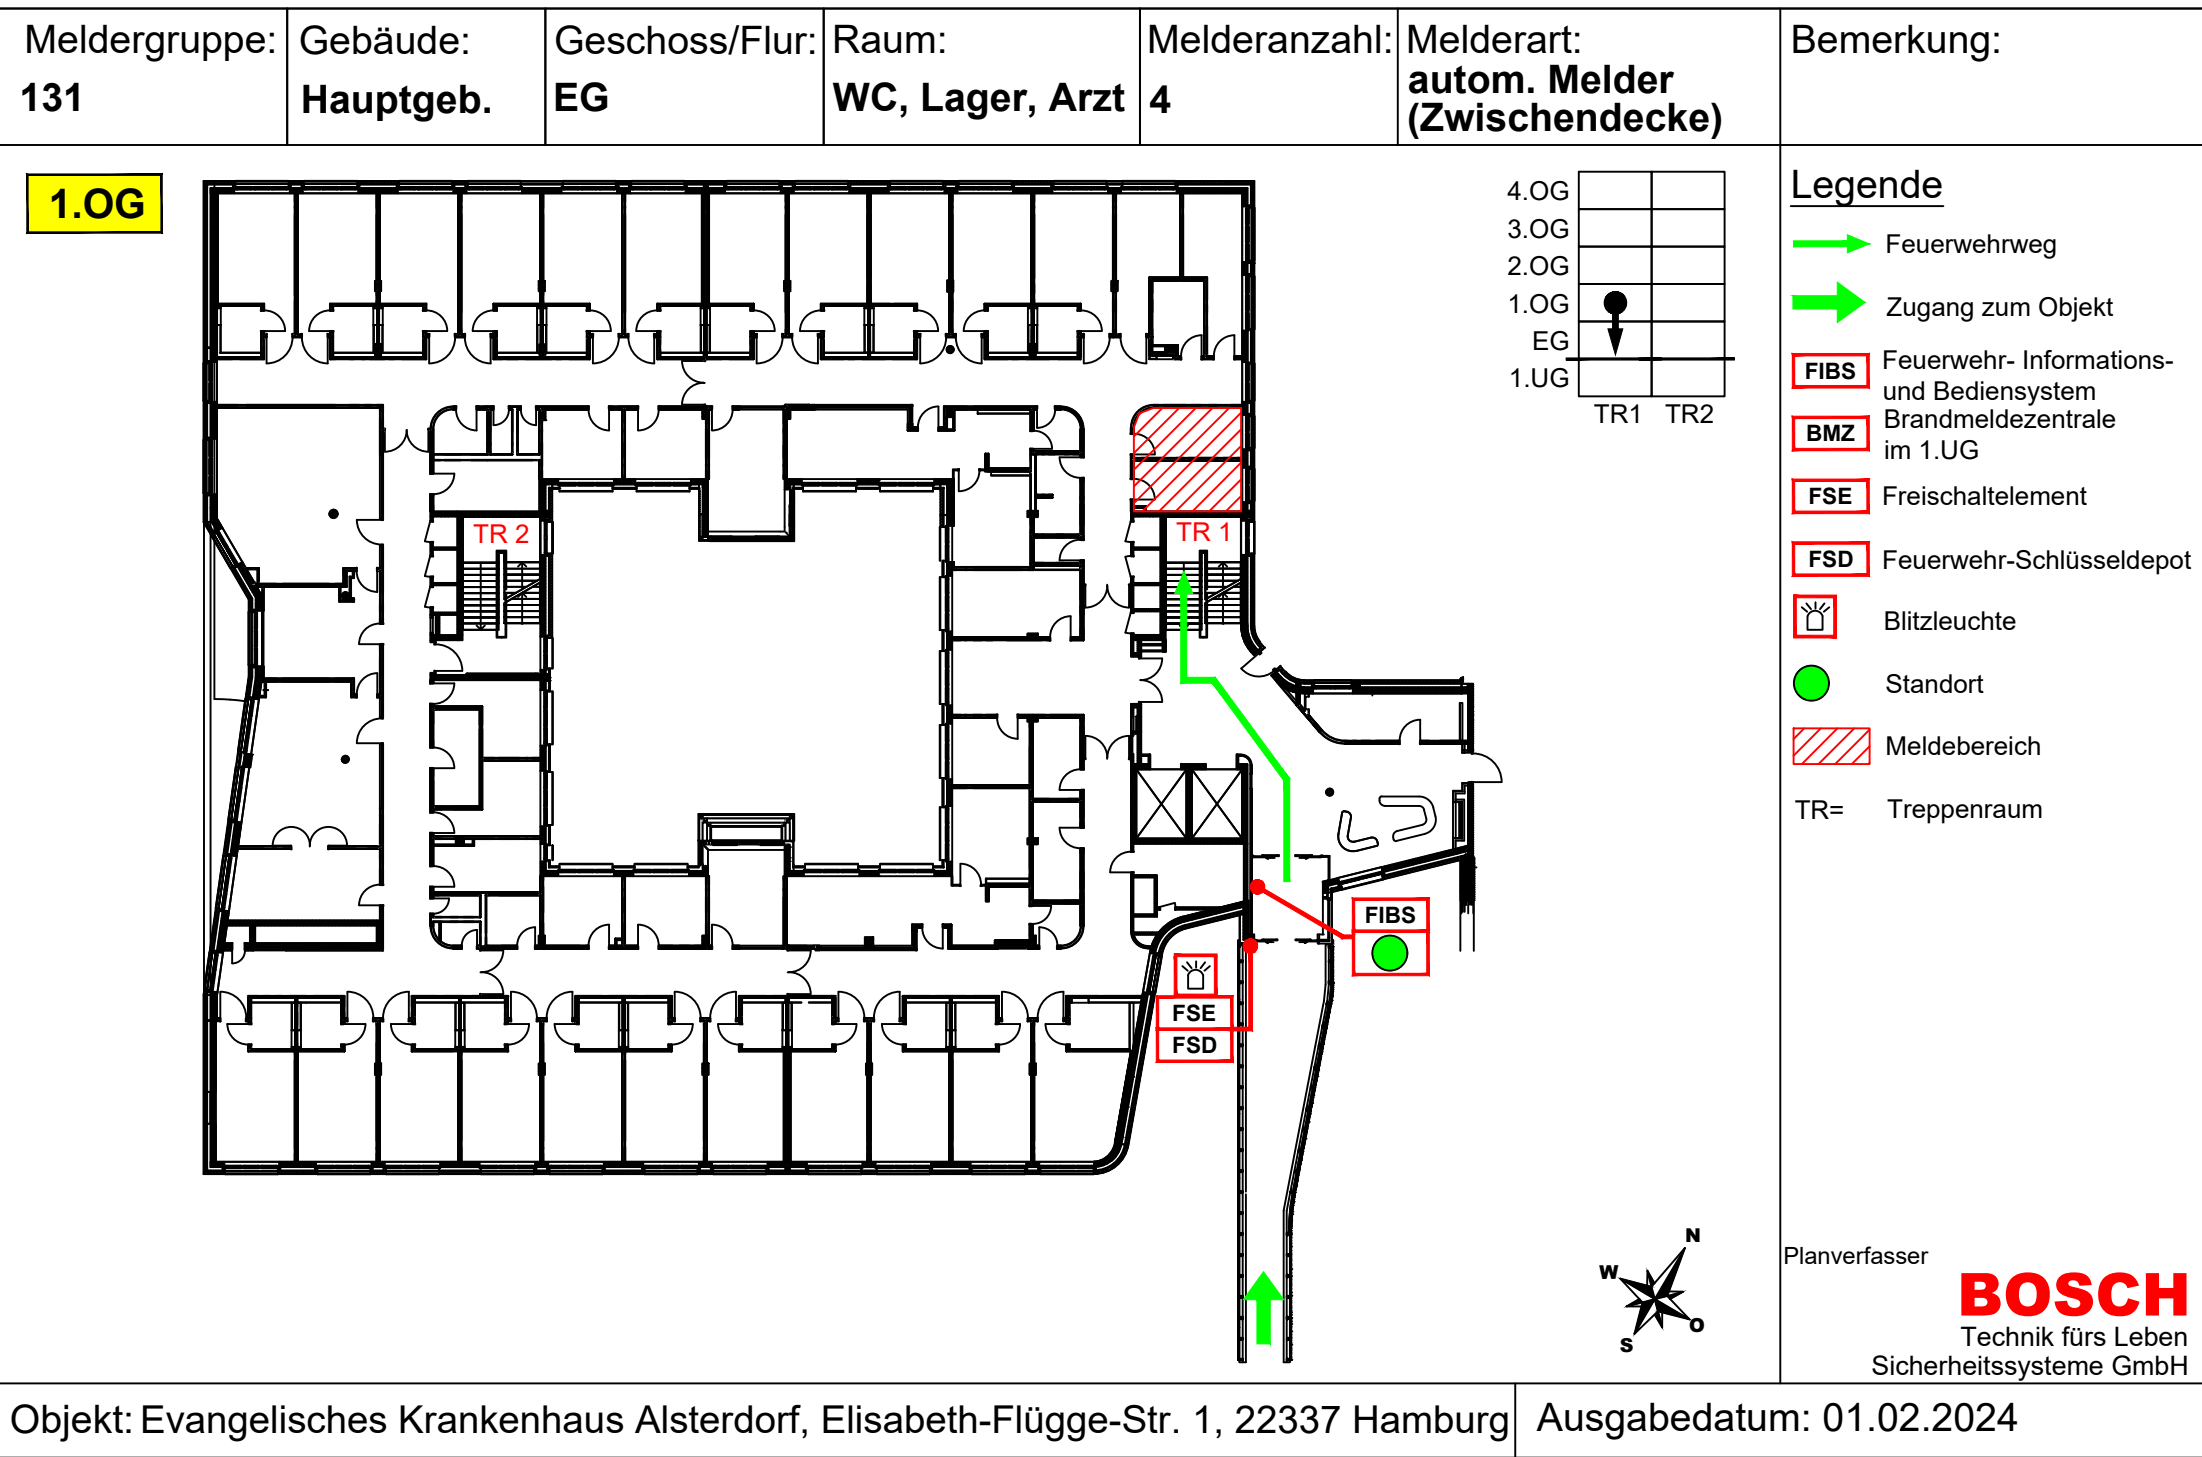 Meldergruppe:
131
Gebäude:
Hauptgeb.
Geschoss/Flur:
EG
Raum:
WC, Lager, Arzt
Melderanzahl:
4
Melderart:
autom. Melder
(Zwischendecke)
Bemerkung:
1.OG
4.OG
3.OG
2.OG
1.OG
EG
1.UG
TR1 TR2
TR 2
TR 1
FIBS
FSE
FSD
Legende
Feuerwehrweg
Zugang zum Objekt
FIBS Feuerwehr- Informations-
und Bediensystem
BMZ Brandmeldezentrale
im 1.UG
FSE Freischaltelement
FSD Feuerwehr-Schlüsseldepot
Blitzleuchte
Standort
Meldebereich
TR= Treppenraum
N
W
O
S
Planverfasser
BOSCH
Technik fürs Leben
Sicherheitssysteme GmbH
Objekt: Evangelisches Krankenhaus Alsterdorf, Elisabeth-Flügge-Str. 1, 22337 Hamburg
Ausgabedatum: 01.02.2024